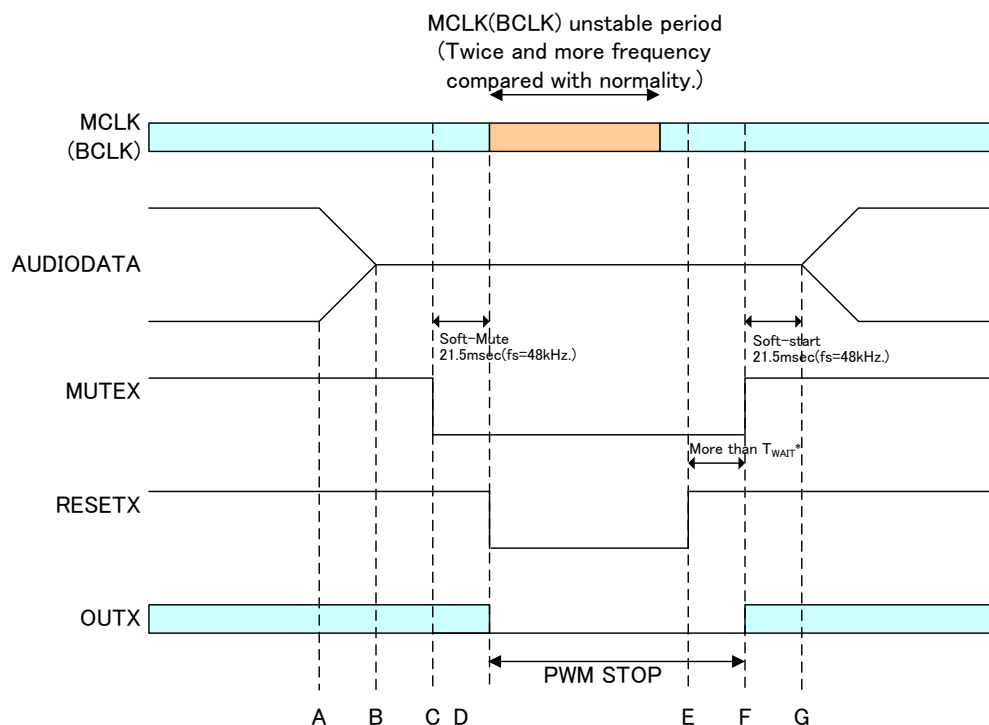 MCLK(BCLK) unstable period
(Twice and more frequency
compared with normality.)
MCLK
(BCLK)
AUDIODATA
Soft-Mute
21.5msec(fs=48kHz.)
Soft-start
21.5msec(fs=48kHz.)
MUTEX
More than TWAIT*
RESETX
OUTX
PWM STOP
A B C D E F G